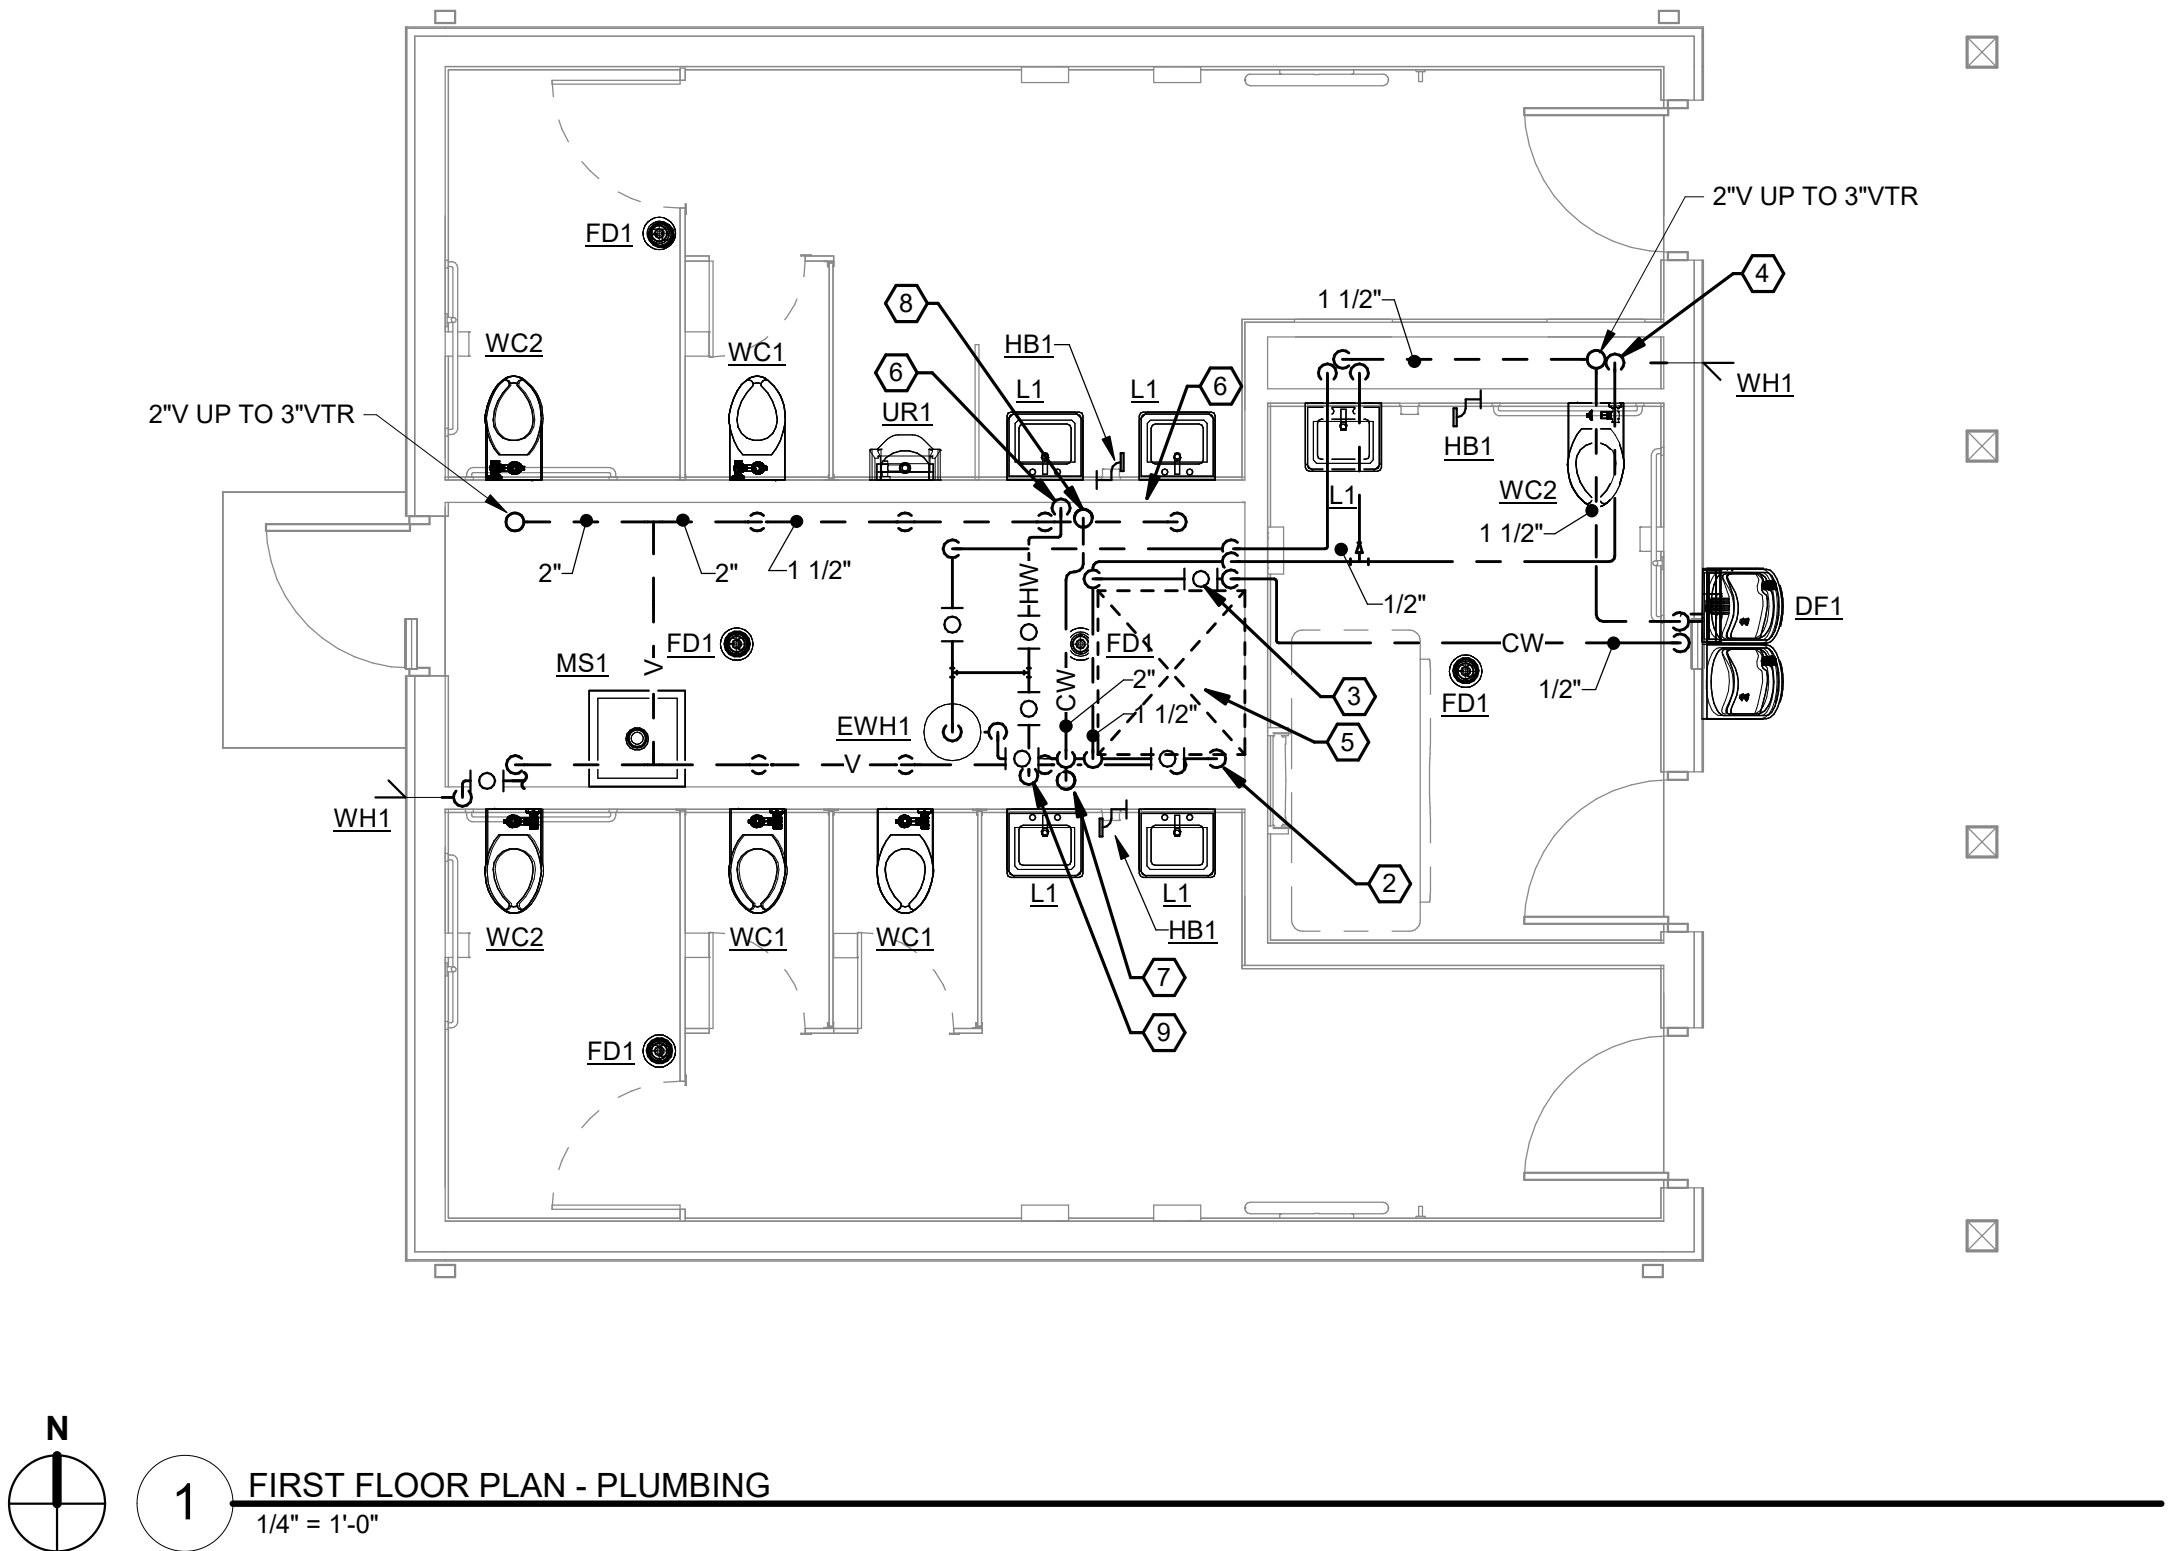 2"V UP TO 3"VTR
FD1
4
1 1/2"
8
HB1
WC2
WC1
6
L1
L1
6
WH1
UR1
2"V UP TO 3"VTR
HB1
L1
WC2
1 1/2"
2"
2"
1 1/2"
HW
1/2"
DF1
FD1
FD1
CW
MS1
V
CW
2"
3
1/2"
FD1
1 1/2"
EWH1
5
V
WH1
2
L1
L1
WC2
WC1
WC1
HB1
7
9
FD1
N
1
FIRST FLOOR PLAN - PLUMBING
1/4" = 1'-0"